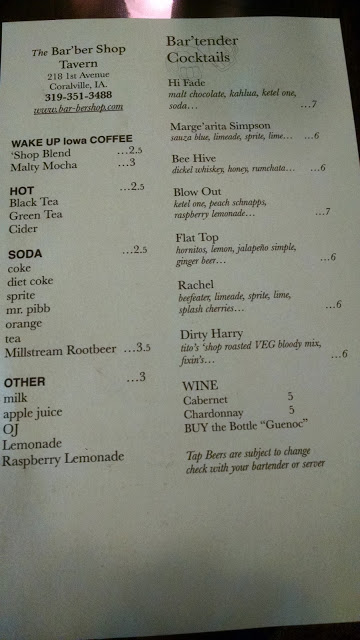 The Bar'ber Shop
Tavern
218 1st Avenue
Coralville, IA.
319-351-3488
www.bar-bershop.com
WAKE UP Iowa COFFEE
'Shop Blend ...2.5
Malty Mocha ...3
HOT ...2.5
Black Tea
Green Tea
Cider
SODA ...2.5
coke
diet coke
sprite
mr. pibb
orange
tea
Millstream Rootbeer ...3.5
OTHER ...3
milk
apple juice
OJ
Lemonade
Raspberry Lemonade
Bar'tender
Cocktails
Hi Fade
malt chocolate, kahlua, ketel one,
soda... ...7
Marge'arita Simpson
sauza blue, limeade, sprite, lime... ...6
Bee Hive
dickel whiskey, honey, rumchata... ...6
Blow Out
ketel one, peach schnapps,
raspberry lemonade... ...7
Flat Top
hornitos, lemon, jalapeño simple,
ginger beer... ...6
Rachel
beefeater, limeade, sprite, lime,
splash cherries... ...6
Dirty Harry
tito's 'shop roasted VEG bloody mix,
fixin's... ...6
WINE
Cabernet 5
Chardonnay 5
BUY the Bottle "Guenoc"
Tap Beers are subject to change
check with your bartender or server